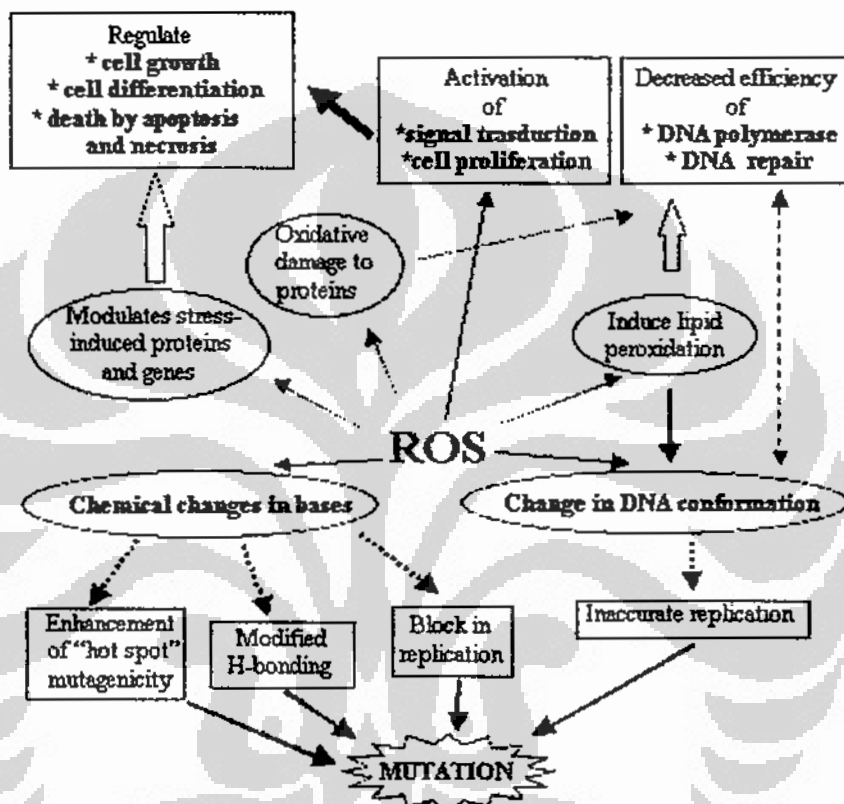 Regulate
* cell growth
* cell differentiation
* death by apoptosis
and necrosis
Activation
of
*signal trasduction
*cell proliferation
Decreased efficiency
of
* DNA polymerase
* DNA repair
Oxidative
damage to
proteins
Modulates stress-
induced proteins
and genes
Induce lipid
peroxidation
ROS
Chemical changes in bases
Change in DNA conformation
Enhancement
of "hot spot"
mutagenicity
Modified
H-bonding
Block in
replication
Inaccurate replication
MUTATION